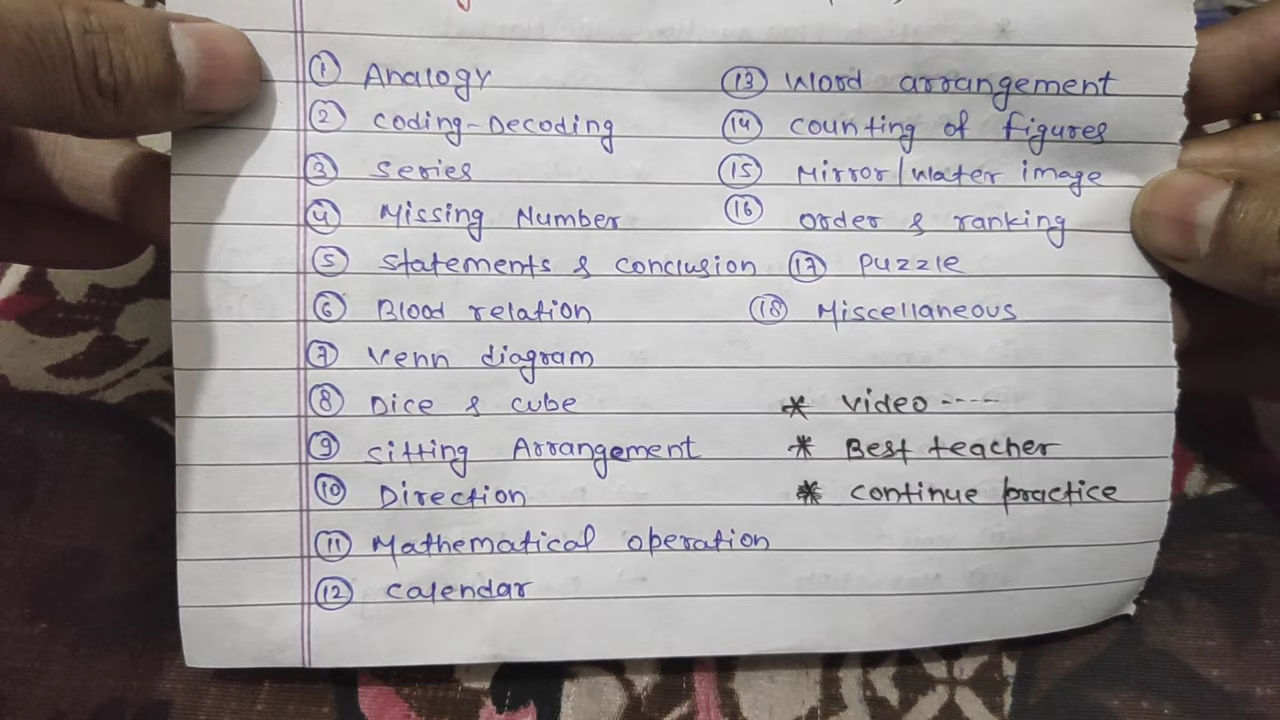 ① Analogy
② Coding-Decoding
③ Series
④ Missing Number
⑤ Statements & conclusion
⑥ Blood relation
⑦ Venn diagram
⑧ Dice & cube
⑨ Sitting Arrangement
⑩ Direction
⑪ Mathematical operation
⑫ Calendar
⑬ Word arrangement
⑭ Counting of figures
⑮ Mirror/Water image
⑯ Order & ranking
⑰ Puzzle
⑱ Miscellaneous
* Video -----
* Best teacher
* Continue practice